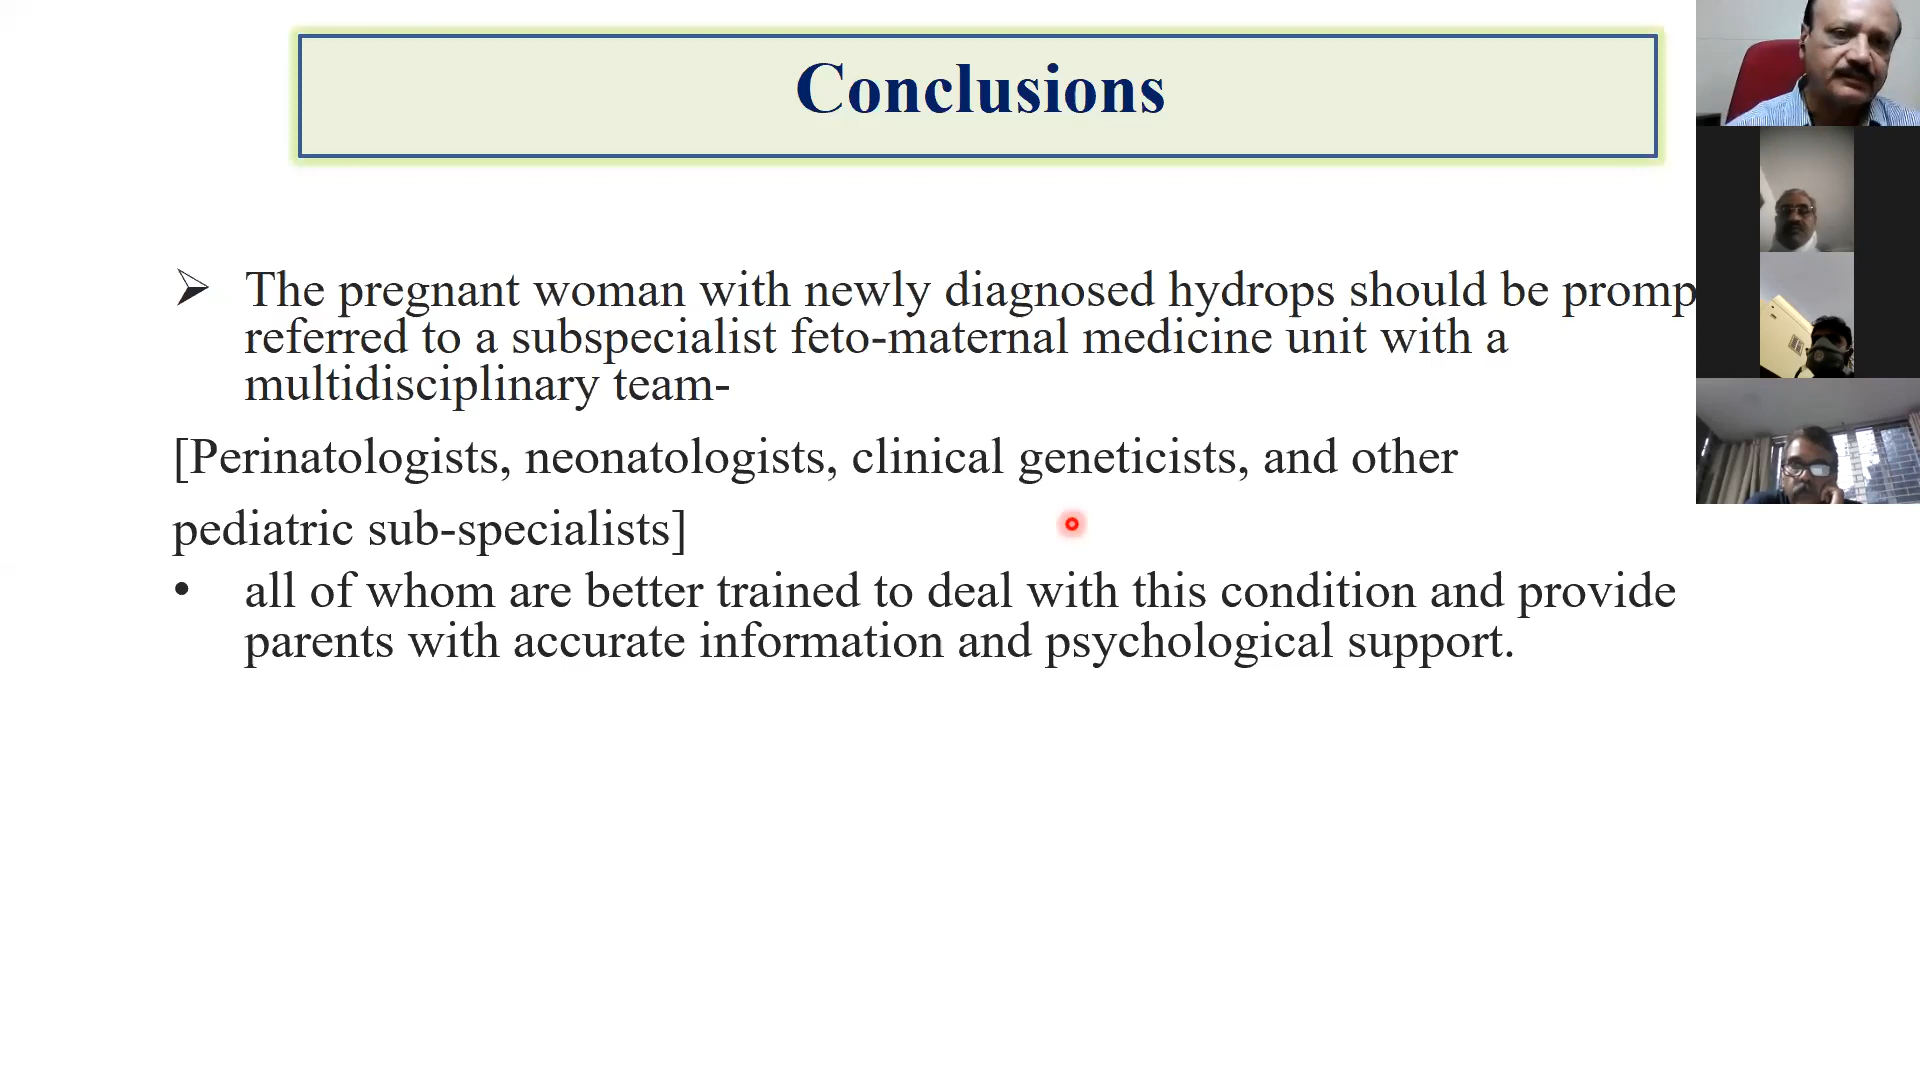 Conclusions
➢ The pregnant woman with newly diagnosed hydrops should be promp
referred to a subspecialist feto-maternal medicine unit with a
multidisciplinary team-
[Perinatologists, neonatologists, clinical geneticists, and other
pediatric sub-specialists]
• all of whom are better trained to deal with this condition and provide
parents with accurate information and psychological support.